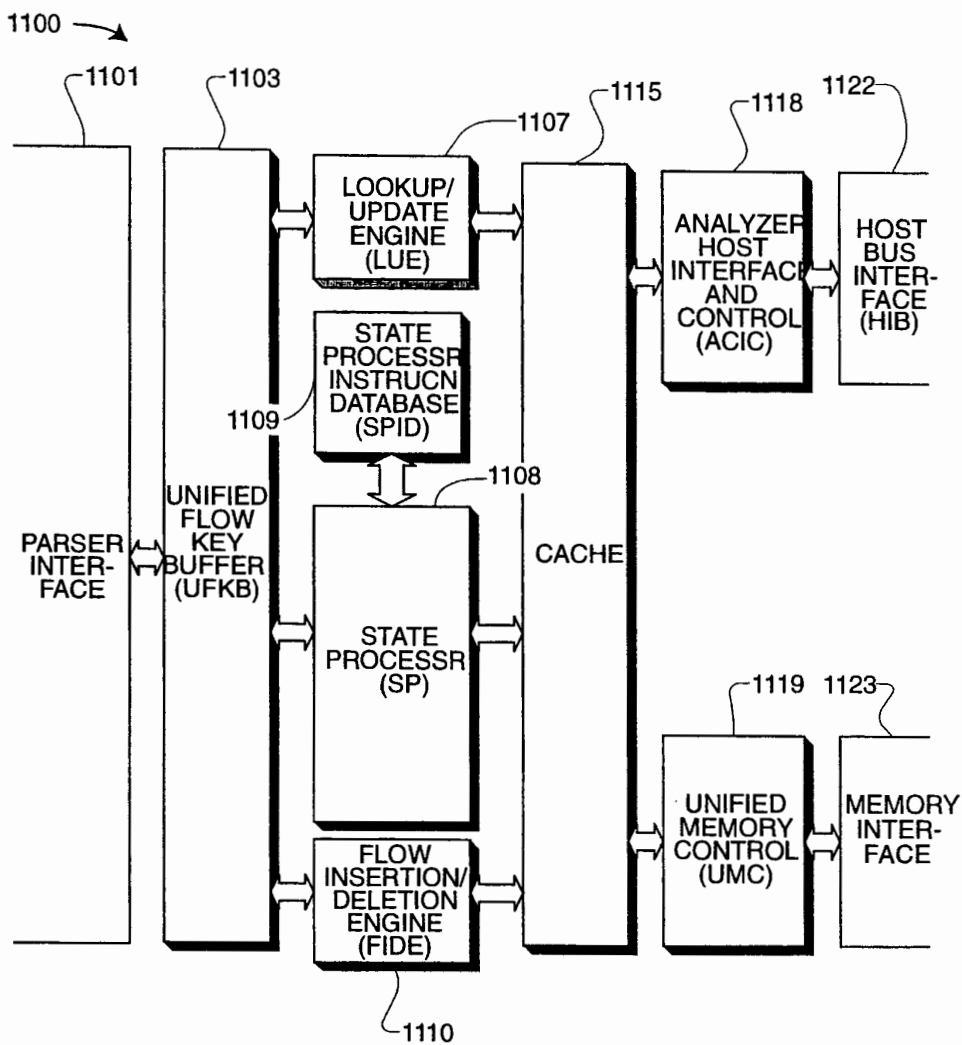 1100
1101
1103
1107
1115
1118
1122
LOOKUP/
UPDATE
ENGINE
(LUE)
ANALYZER
HOST
INTERFACE
AND
CONTROL
(ACIC)
HOST
BUS
INTER-
FACE
(HIB)
STATE
PROCESSR
INSTRUCN
DATABASE
(SPID)
1109
1108
UNIFIED
FLOW
KEY
BUFFER
(UFKB)
PARSER
INTER-
FACE
CACHE
STATE
PROCESSR
(SP)
1119
1123
UNIFIED
MEMORY
CONTROL
(UMC)
MEMORY
INTER-
FACE
FLOW
INSERTION/
DELETION
ENGINE
(FIDE)
1110